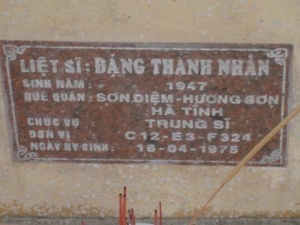 LIỆT SĨ : ĐẶNG THANH NHÀN
SINH NĂM : 1947
QUÊ QUÁN : SƠN DIỆM-HƯƠNG SƠN
HÀ TĨNH
CHỨC VỤ : TRUNG SĨ
ĐƠN VỊ : C12-E3-F324
NGÀY HY SINH: 16-04-1975